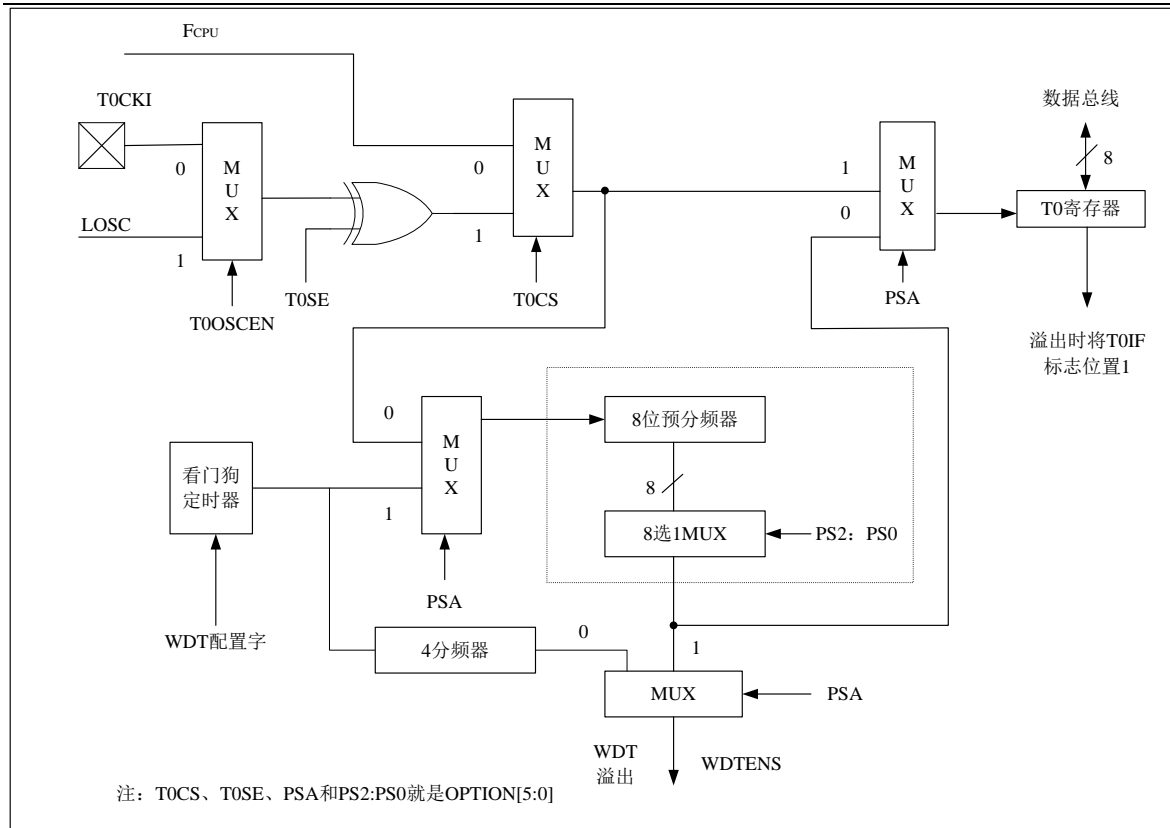 FCPU
T0CKI
数据总线
8
0
MUX
0
MUX
1
MUX
LOSC
1
1
0
T0寄存器
T0OSCEN
T0SE
T0CS
PSA
溢出时将T0IF
标志位置1
0
MUX
8位预分频器
看门狗
定时器
8
1
8选1MUX
PS2：PS0
PSA
WDT配置字
4分频器
0
1
MUX
PSA
WDT
溢出
WDTENS
注：T0CS、T0SE、PSA和PS2:PS0就是OPTION[5:0]